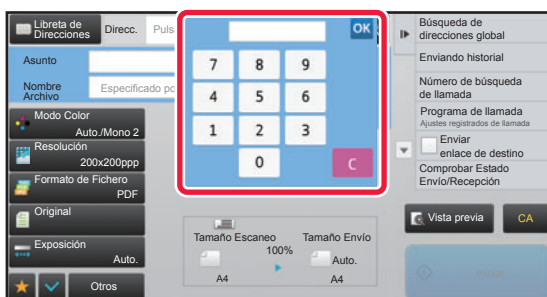 Libreta de
Direcciones
Direcc.
Puls
Asunto
Nombre
Archivo
Especificado po
Modo Color
Auto./Mono 2
Resolución
200x200ppp
Formato de Fichero
PDF
Original
Exposición
Auto.
Otros
OK
7 8 9
4 5 6
1 2 3
0 C
Tamaño Escaneo
Tamaño Envío
100%
Auto.
A4
A4
Búsqueda de
direcciones global
Enviando historial
Número de búsqueda
de llamada
Programa de llamada
Ajustes registrados de llamada
Enviar
enlace de destino
Comprobar Estado
Envío/Recepción
Vista previa
CA